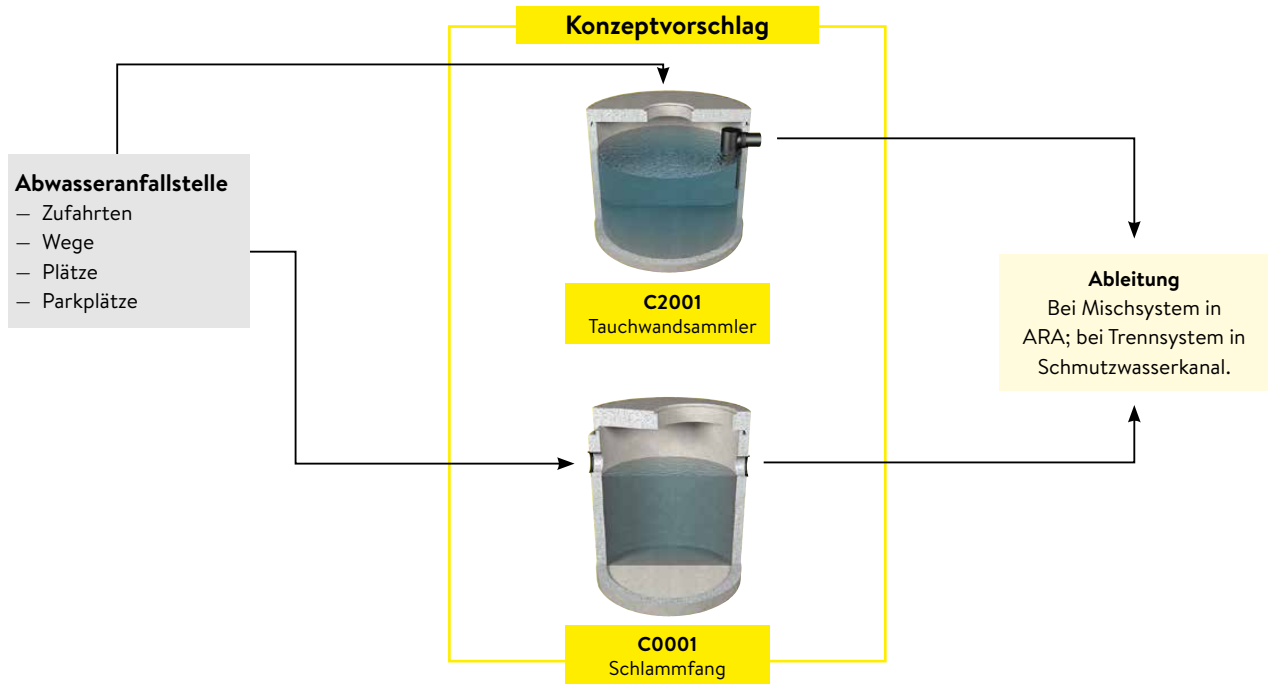 Konzeptvorschlag
Abwasseranfallstelle
– Zufahrten
– Wege
– Plätze
– Parkplätze
C2001
Tauchwandsammler
Ableitung
Bei Mischsystem in
ARA; bei Trennsystem in
Schmutzwasserkanal.
C0001
Schlammfang